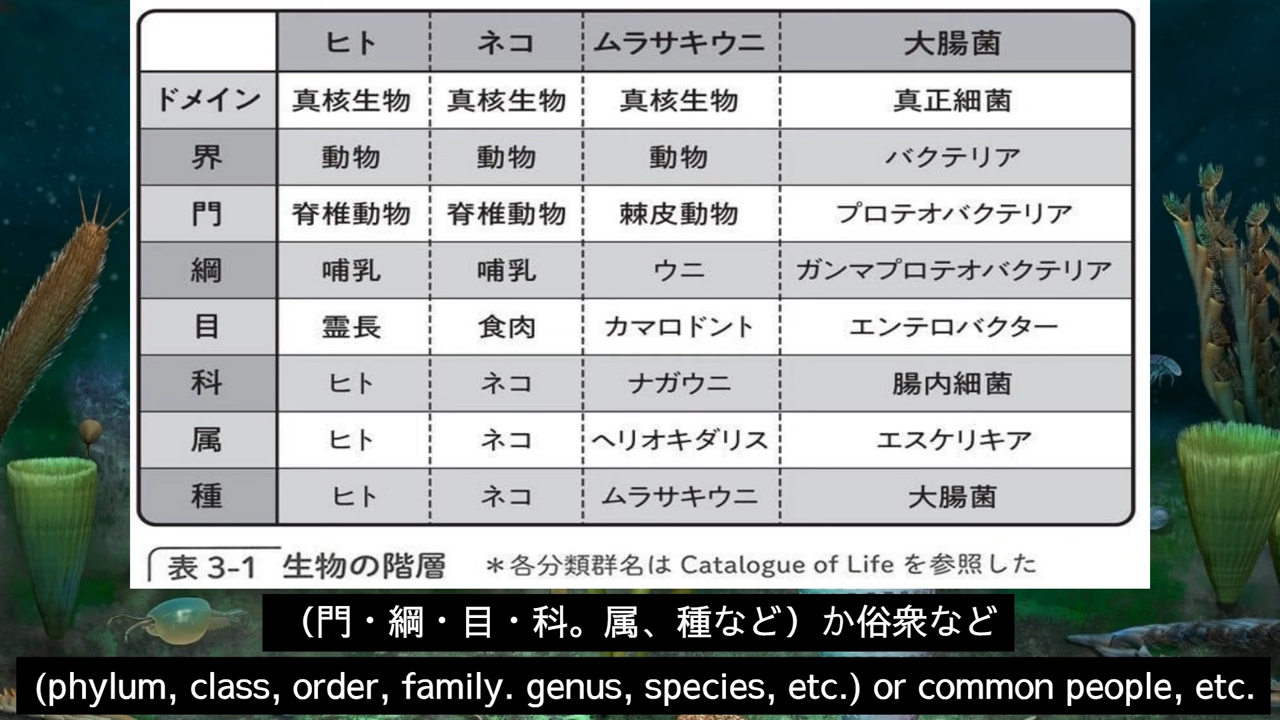 ヒト ネコ ムラサキウニ 大腸菌
ドメイン 真核生物 真核生物 真核生物 真正細菌
界 動物 動物 動物 バクテリア
門 脊椎動物 脊椎動物 棘皮動物 プロテオバクテリア
綱 哺乳 哺乳 ウニ ガンマプロテオバクテリア
目 霊長 食肉 カマロドント エンテロバクター
科 ヒト ネコ ナガウニ 腸内細菌
属 ヒト ネコ ヘリオキダリス エスケリキア
種 ヒト ネコ ムラサキウニ 大腸菌
表 3-1 生物の階層 *各分類群名は Catalogue of Life を参照した
(門・綱・目・科。属、種など)か俗衆など
(phylum, class, order, family. genus, species, etc.) or common people, etc.